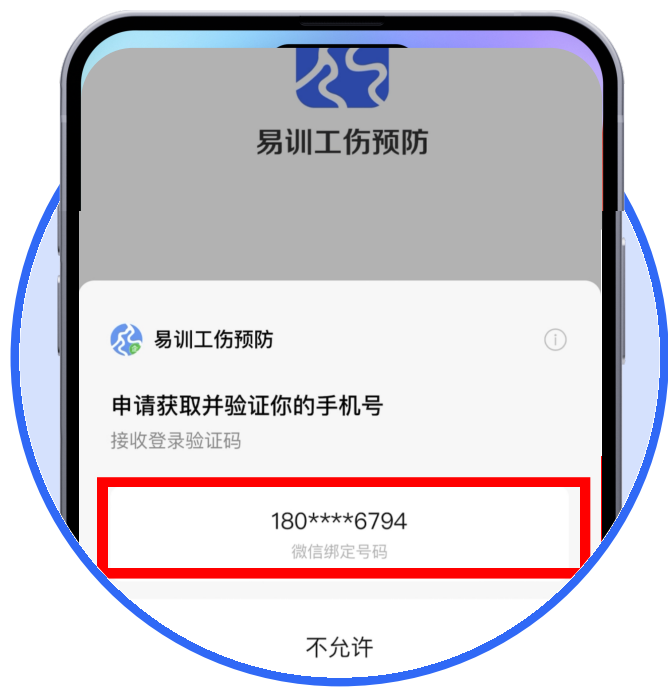 易训工伤预防
易训工伤预防
申请获取并验证你的手机号
接收登录验证码
180****6794
微信绑定号码
不允许